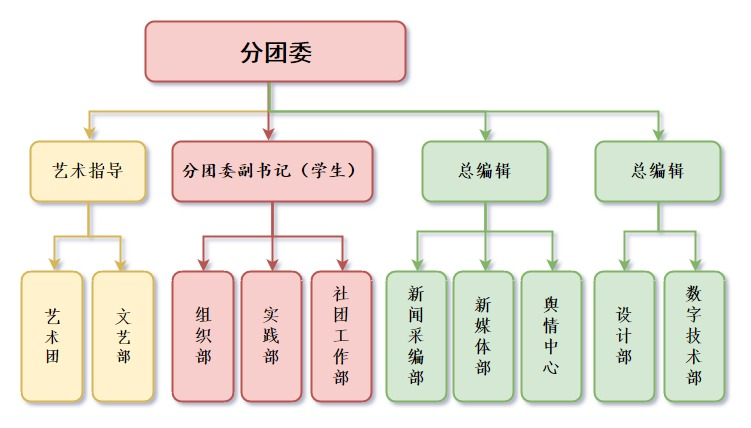 分团委
艺术指导
分团委副书记（学生）
总编辑
总编辑
艺术团
文艺部
组织部
实践部
社团工作部
新闻采编部
新媒体部
舆情中心
设计部
数字技术部